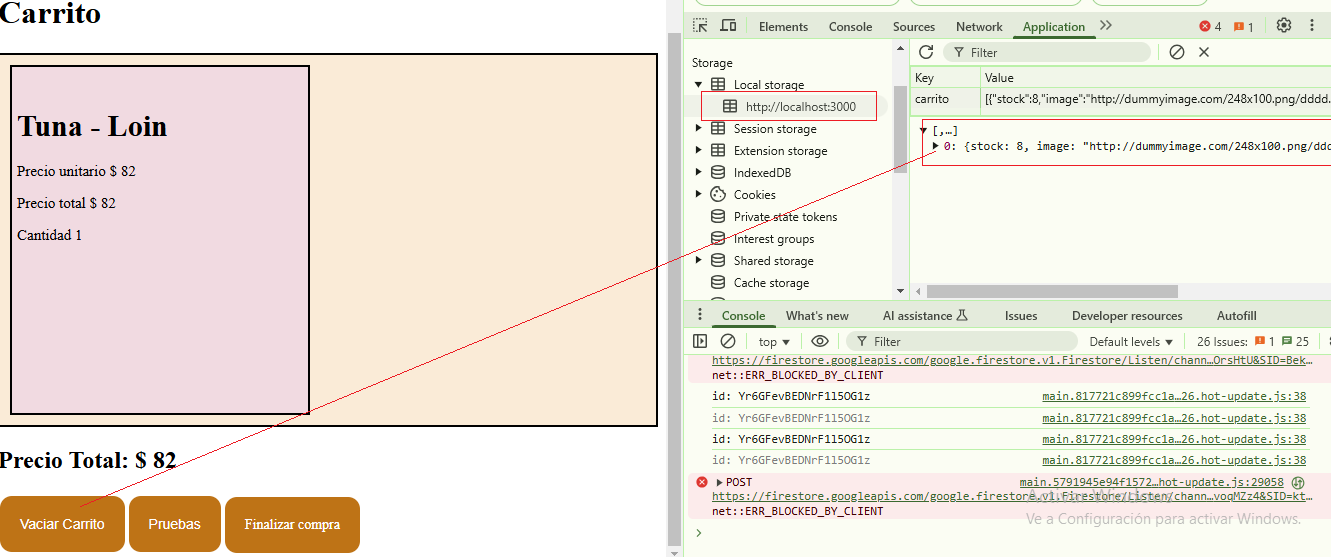 Carrito
Tuna - Loin
Precio unitario $ 82
Precio total $ 82
Cantidad 1
Precio Total: $ 82
Vaciar Carrito
Pruebas
Finalizar compra
Elements Console Sources Network Application 4 1
Storage
Local storage
http://localhost:3000
Session storage
Extension storage
IndexedDB
Cookies
Private state tokens
Interest groups
Shared storage
Cache storage
Filter
Key Value
carrito [{"stock":8,"image":"http://dummyimage.com/248x100.png/dddd.
[,…]
0: {stock: 8, image: "http://dummyimage.com/248x100.png/ddd
Console What's new AI assistance Issues Developer resources Autofill
top Filter Default levels 26 Issues: 1 25
https://firestore.googleapis.com/google.firestore.v1.Firestore/Listen/chann…OrsHtU&SID=Bek…
net::ERR_BLOCKED_BY_CLIENT
id: Yr6GFevBEDNrF1l5OG1z main.817721c899fcc1a…26.hot-update.js:38
id: Yr6GFevBEDNrF1l5OG1z main.817721c899fcc1a…26.hot-update.js:38
id: Yr6GFevBEDNrF1l5OG1z main.817721c899fcc1a…26.hot-update.js:38
id: Yr6GFevBEDNrF1l5OG1z main.817721c899fcc1a…26.hot-update.js:38
POST main.5791945e94f1572…hot-update.js:29058
https://firestore.googleapis.com/google.firestore.v1.Firestore/Listen/chann…voqMZz4&SID=kt…
net::ERR_BLOCKED_BY_CLIENT
Activar Windows
Ve a Configuración para activar Windows.